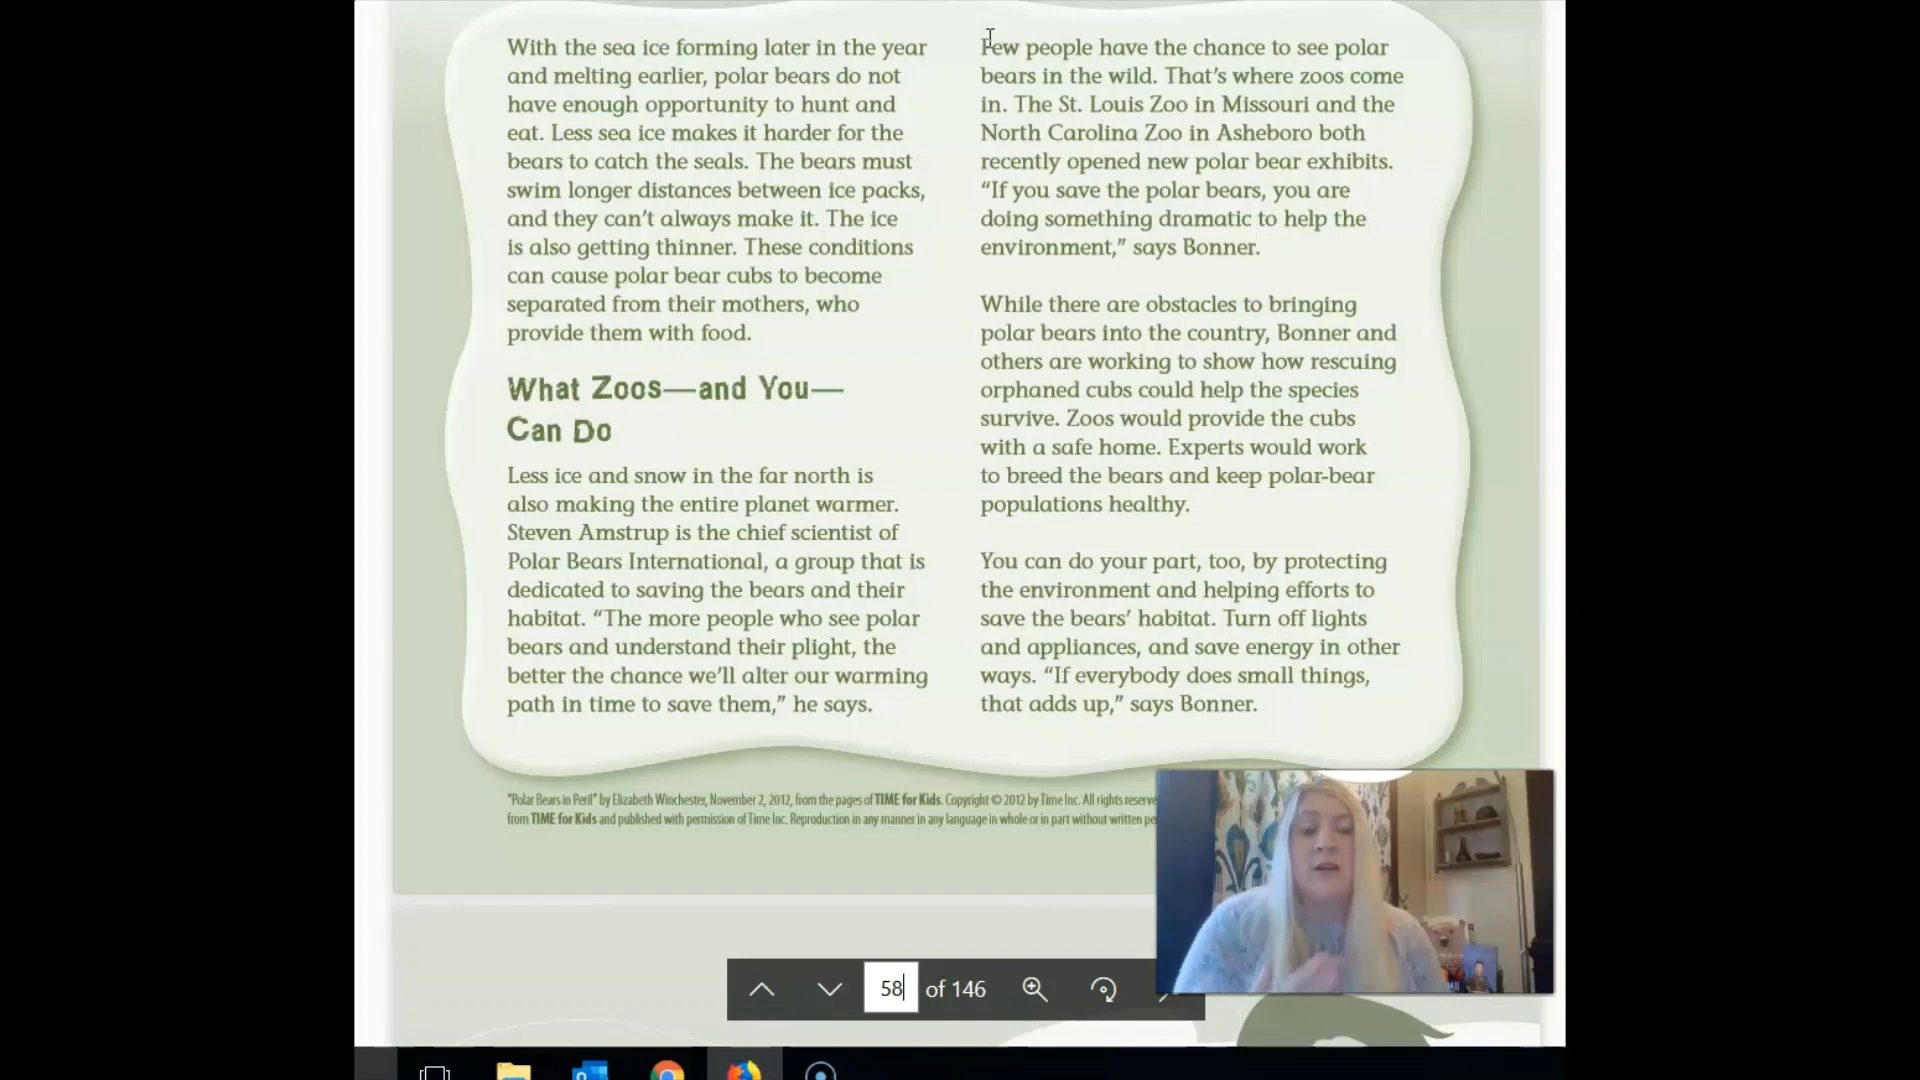 With the sea ice forming later in the year
and melting earlier, polar bears do not
have enough opportunity to hunt and
eat. Less sea ice makes it harder for the
bears to catch the seals. The bears must
swim longer distances between ice packs,
and they can't always make it. The ice
is also getting thinner. These conditions
can cause polar bear cubs to become
separated from their mothers, who
provide them with food.
What Zoos—and You—
Can Do
Less ice and snow in the far north is
also making the entire planet warmer.
Steven Amstrup is the chief scientist of
Polar Bears International, a group that is
dedicated to saving the bears and their
habitat. “The more people who see polar
bears and understand their plight, the
better the chance we'll alter our warming
path in time to save them,” he says.
Few people have the chance to see polar
bears in the wild. That's where zoos come
in. The St. Louis Zoo in Missouri and the
North Carolina Zoo in Asheboro both
recently opened new polar bear exhibits.
“If you save the polar bears, you are
doing something dramatic to help the
environment,” says Bonner.
While there are obstacles to bringing
polar bears into the country, Bonner and
others are working to show how rescuing
orphaned cubs could help the species
survive. Zoos would provide the cubs
with a safe home. Experts would work
to breed the bears and keep polar-bear
populations healthy.
You can do your part, too, by protecting
the environment and helping efforts to
save the bears' habitat. Turn off lights
and appliances, and save energy in other
ways. “If everybody does small things,
that adds up,” says Bonner.
“Polar Bears in Peril” by Elizabeth Winchester, November 2, 2012, from the pages of TIME for Kids. Copyright © 2012 by Time Inc. All rights reserve
from TIME for Kids and published with permission of Time Inc. Reproduction in any manner in any language in whole or in part without written pe
58 of 146